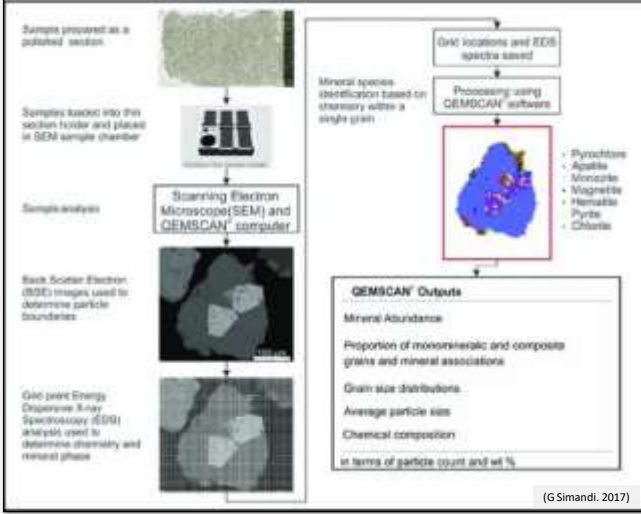 Sample prepared as a
polished section
Samples loaded into thin
section holder and placed
in SEM sample chamber
Sample analysis
Scanning Electron
Microscope(SEM) and
QEMSCAN® computer
Back Scatter Electron
(BSE) images used to
determine particle
boundaries
100 µm
Grid point Energy
Dispersive X-ray
Spectroscopy (EDS)
analysis used to
determine chemistry and
mineral phase
Grid locations and EDS
spectra saved
Mineral species
identification based on
chemistry within a
single grain
Processing using
QEMSCAN® software
- Pyrochlore
- Apatite
Monazite
- Magnetite
- Hematite
Pyrite
- Chlorite
QEMSCAN® Outputs
Mineral Abundance
Proportion of monomineralic and composite
grains and mineral associations
Grain size distributions
Average particle size
Chemical composition
in terms of particle count and wt %
(G Simandi. 2017)